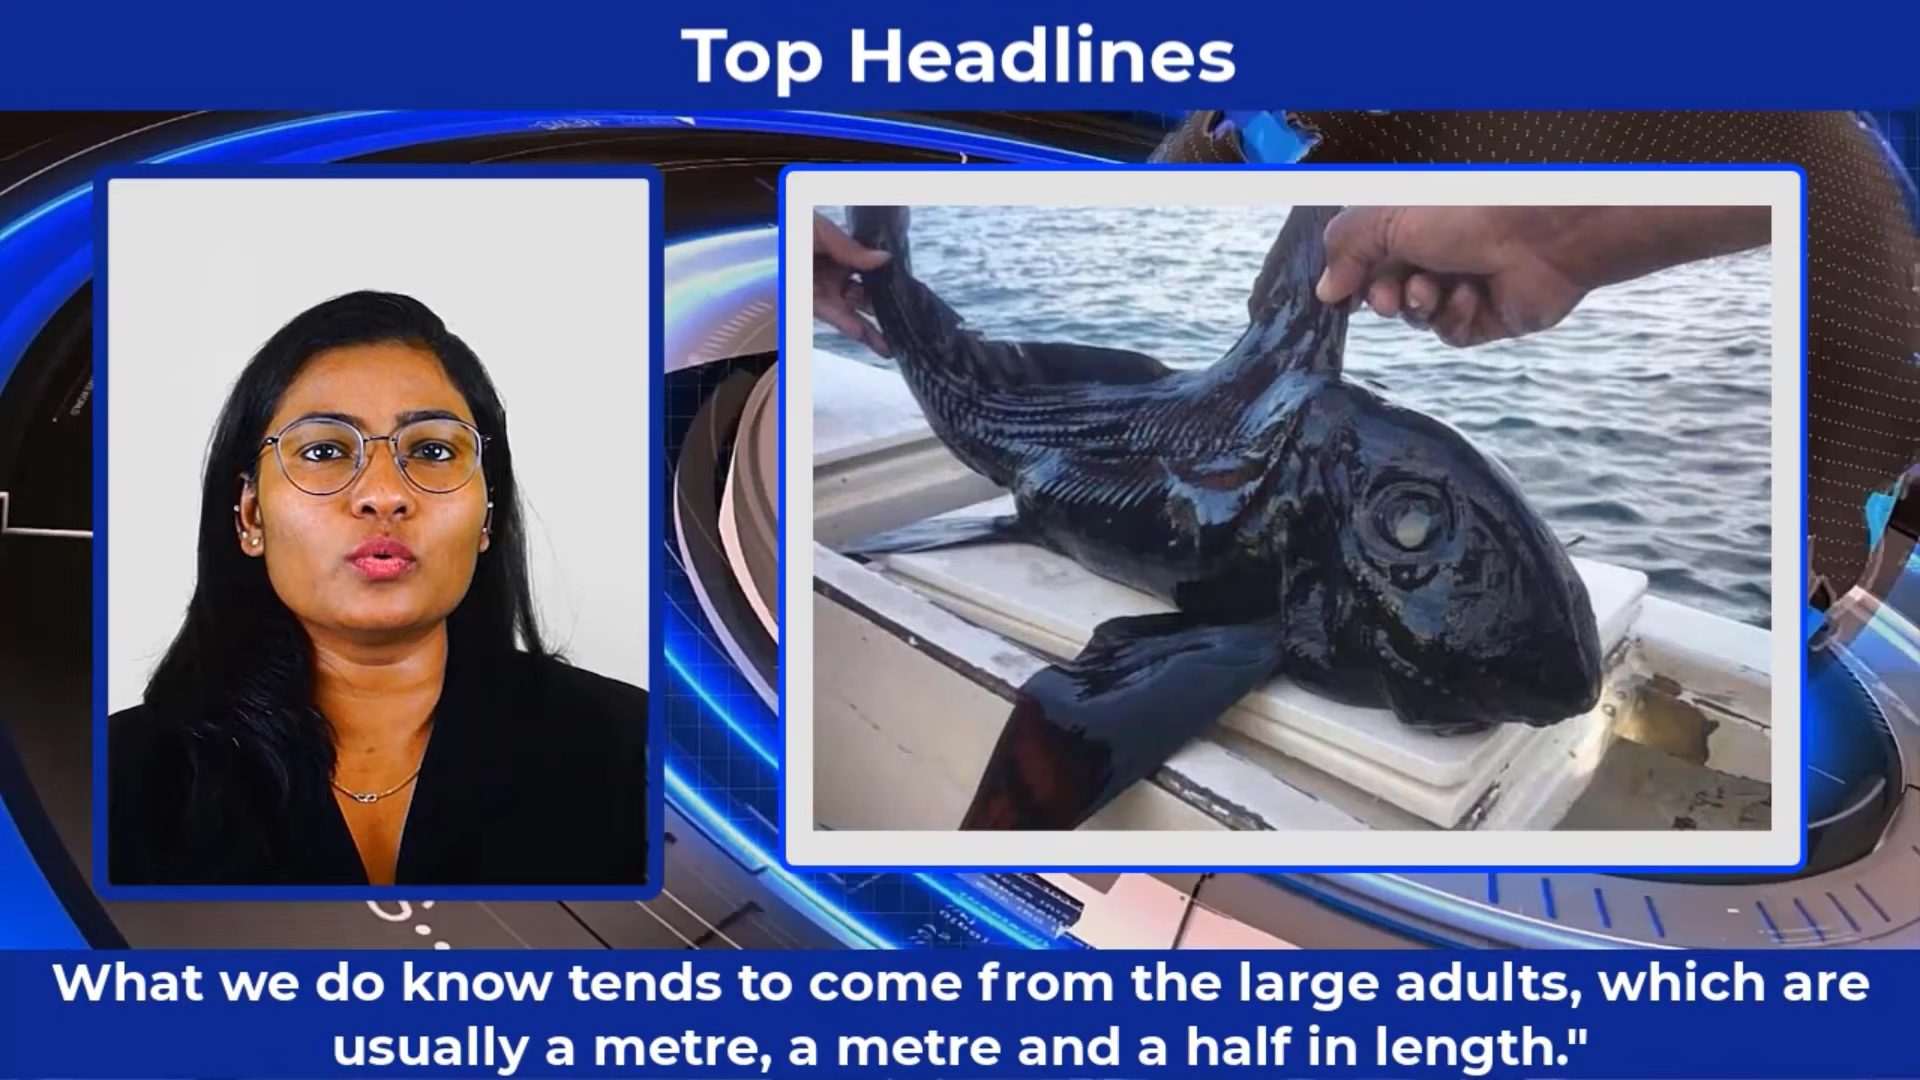 Top Headlines
What we do know tends to come from the large adults, which are
usually a metre, a metre and a half in length."